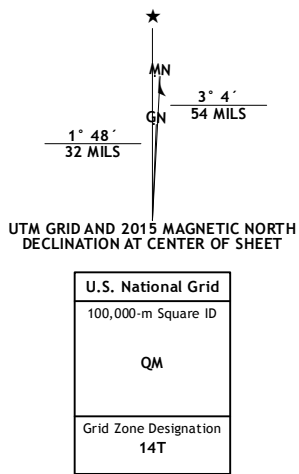 ★
MN
GN
3° 4´
54 MILS
1° 48´
32 MILS
UTM GRID AND 2015 MAGNETIC NORTH
DECLINATION AT CENTER OF SHEET
U.S. National Grid
100,000-m Square ID
QM
Grid Zone Designation
14T